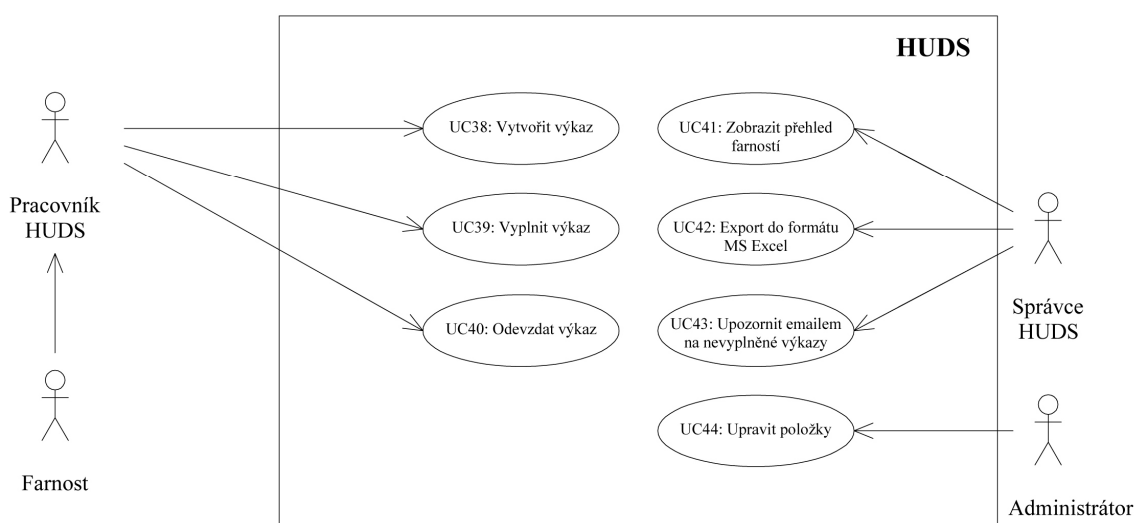 HUDS
UC38: Vytvořit výkaz
UC41: Zobrazit přehled
farností
Pracovník
HUDS
UC39: Vyplnit výkaz
UC42: Export do formátu
MS Excel
UC40: Odevzdat výkaz
UC43: Upozornit emailem
na nevyplněné výkazy
Správce
HUDS
UC44: Upravit položky
Farnost
Administrátor